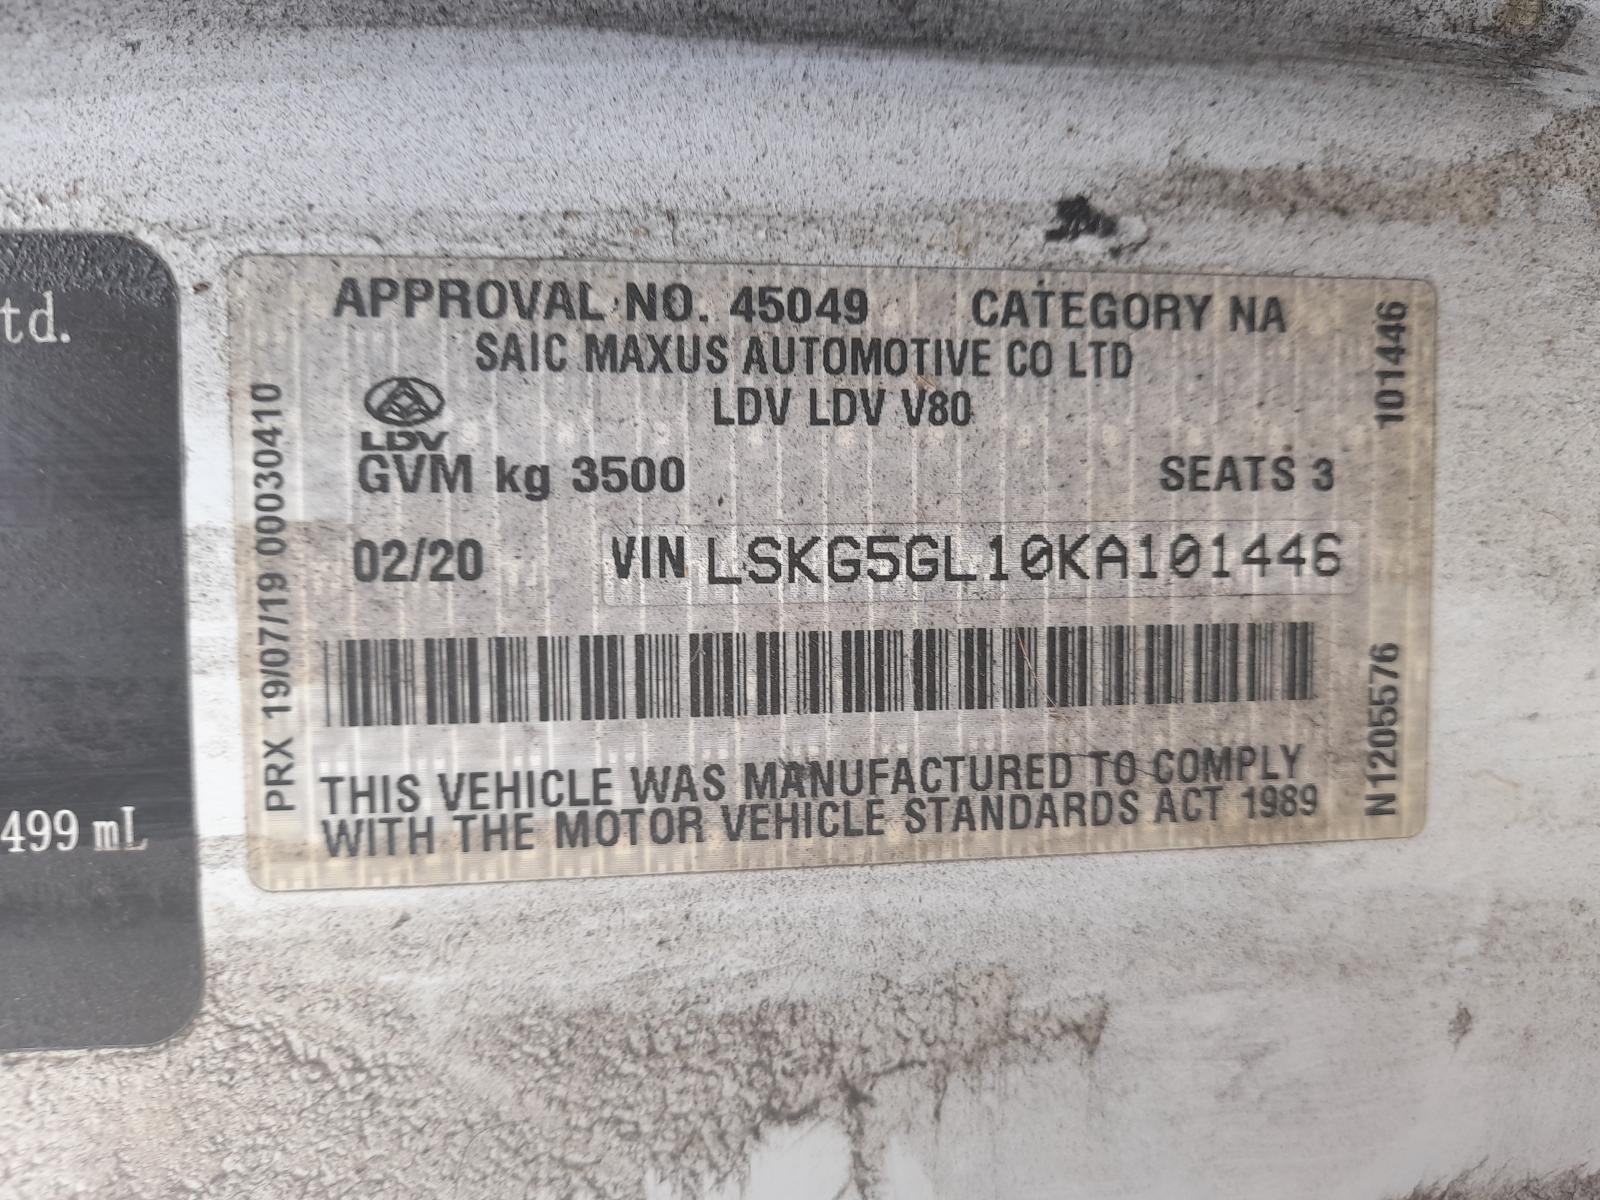 td.
499 mL
APPROVAL NO. 45049 CATEGORY NA
SAIC MAXUS AUTOMOTIVE CO LTD
LDV LDV V80
LDV
GVM kg 3500 SEATS 3
02/20 VIN LSKG5GL10KA101446
THIS VEHICLE WAS MANUFACTURED TO COMPLY
WITH THE MOTOR VEHICLE STANDARDS ACT 1989
PRX 19/07/19 00030410
101446
N1205576